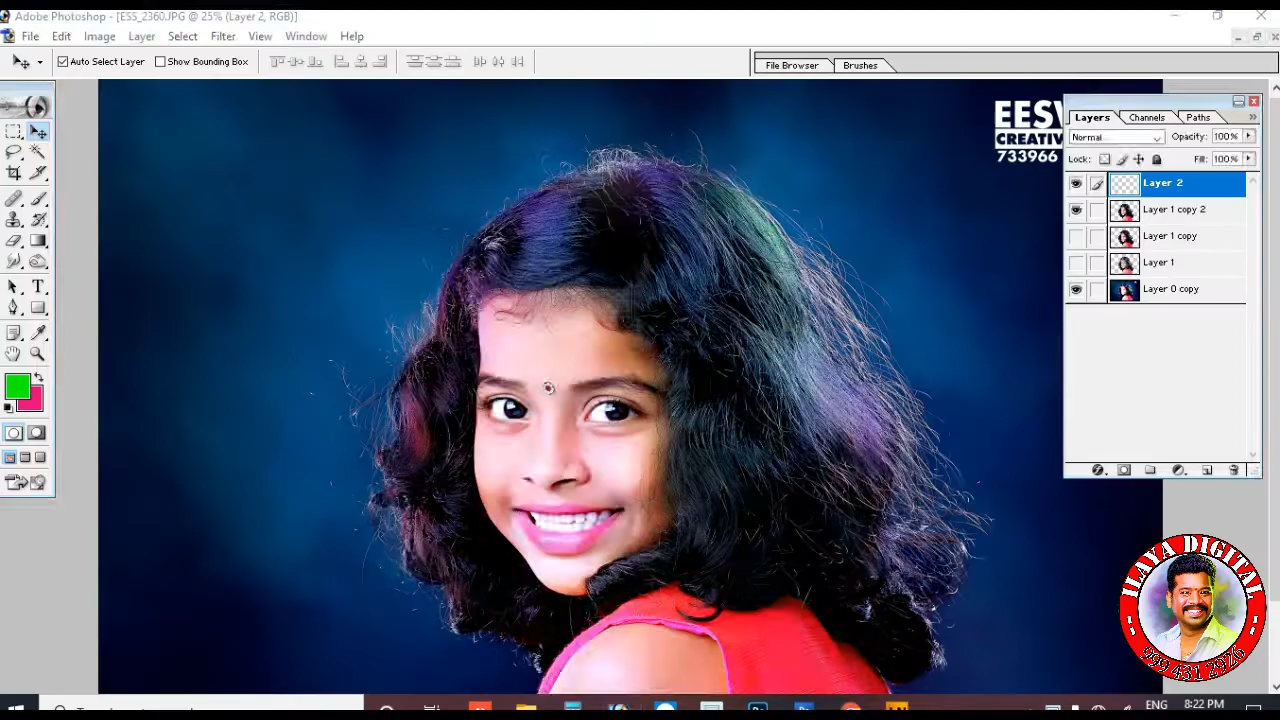 Adobe Photoshop - [ESS_2360.JPG @ 25% (Layer 2, RGB)]
File Edit Image Layer Select Filter View Window Help
Auto Select Layer Show Bounding Box
File Browser Brushes
EESV
CREATIV
733966
Layers Channels Paths
Normal Opacity: 100%
Lock: Fill: 100%
Layer 2
Layer 1 copy 2
Layer 1 copy
Layer 1
Layer 0 copy
T
ILAYA DIGITAL
999 431 2926
ENG 8:22 PM